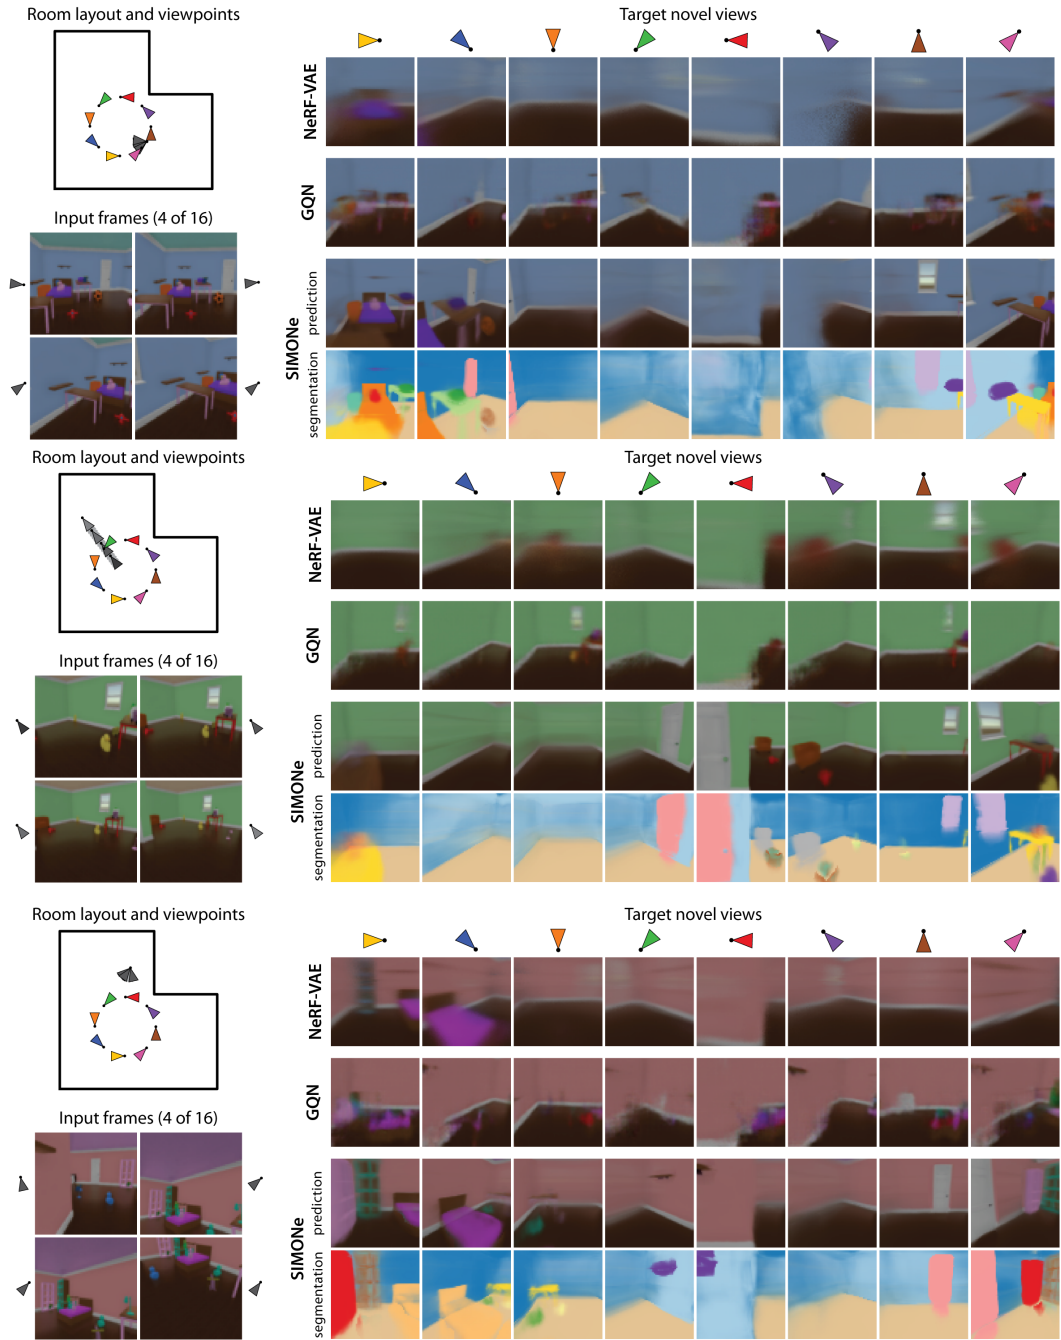 Room layout and viewpoints
Target novel views
NeRF-VAE
GQN
Input frames (4 of 16)
SIMONe
prediction
segmentation
Room layout and viewpoints
Target novel views
NeRF-VAE
GQN
Input frames (4 of 16)
SIMONe
prediction
segmentation
Room layout and viewpoints
Target novel views
NeRF-VAE
GQN
Input frames (4 of 16)
SIMONe
prediction
segmentation